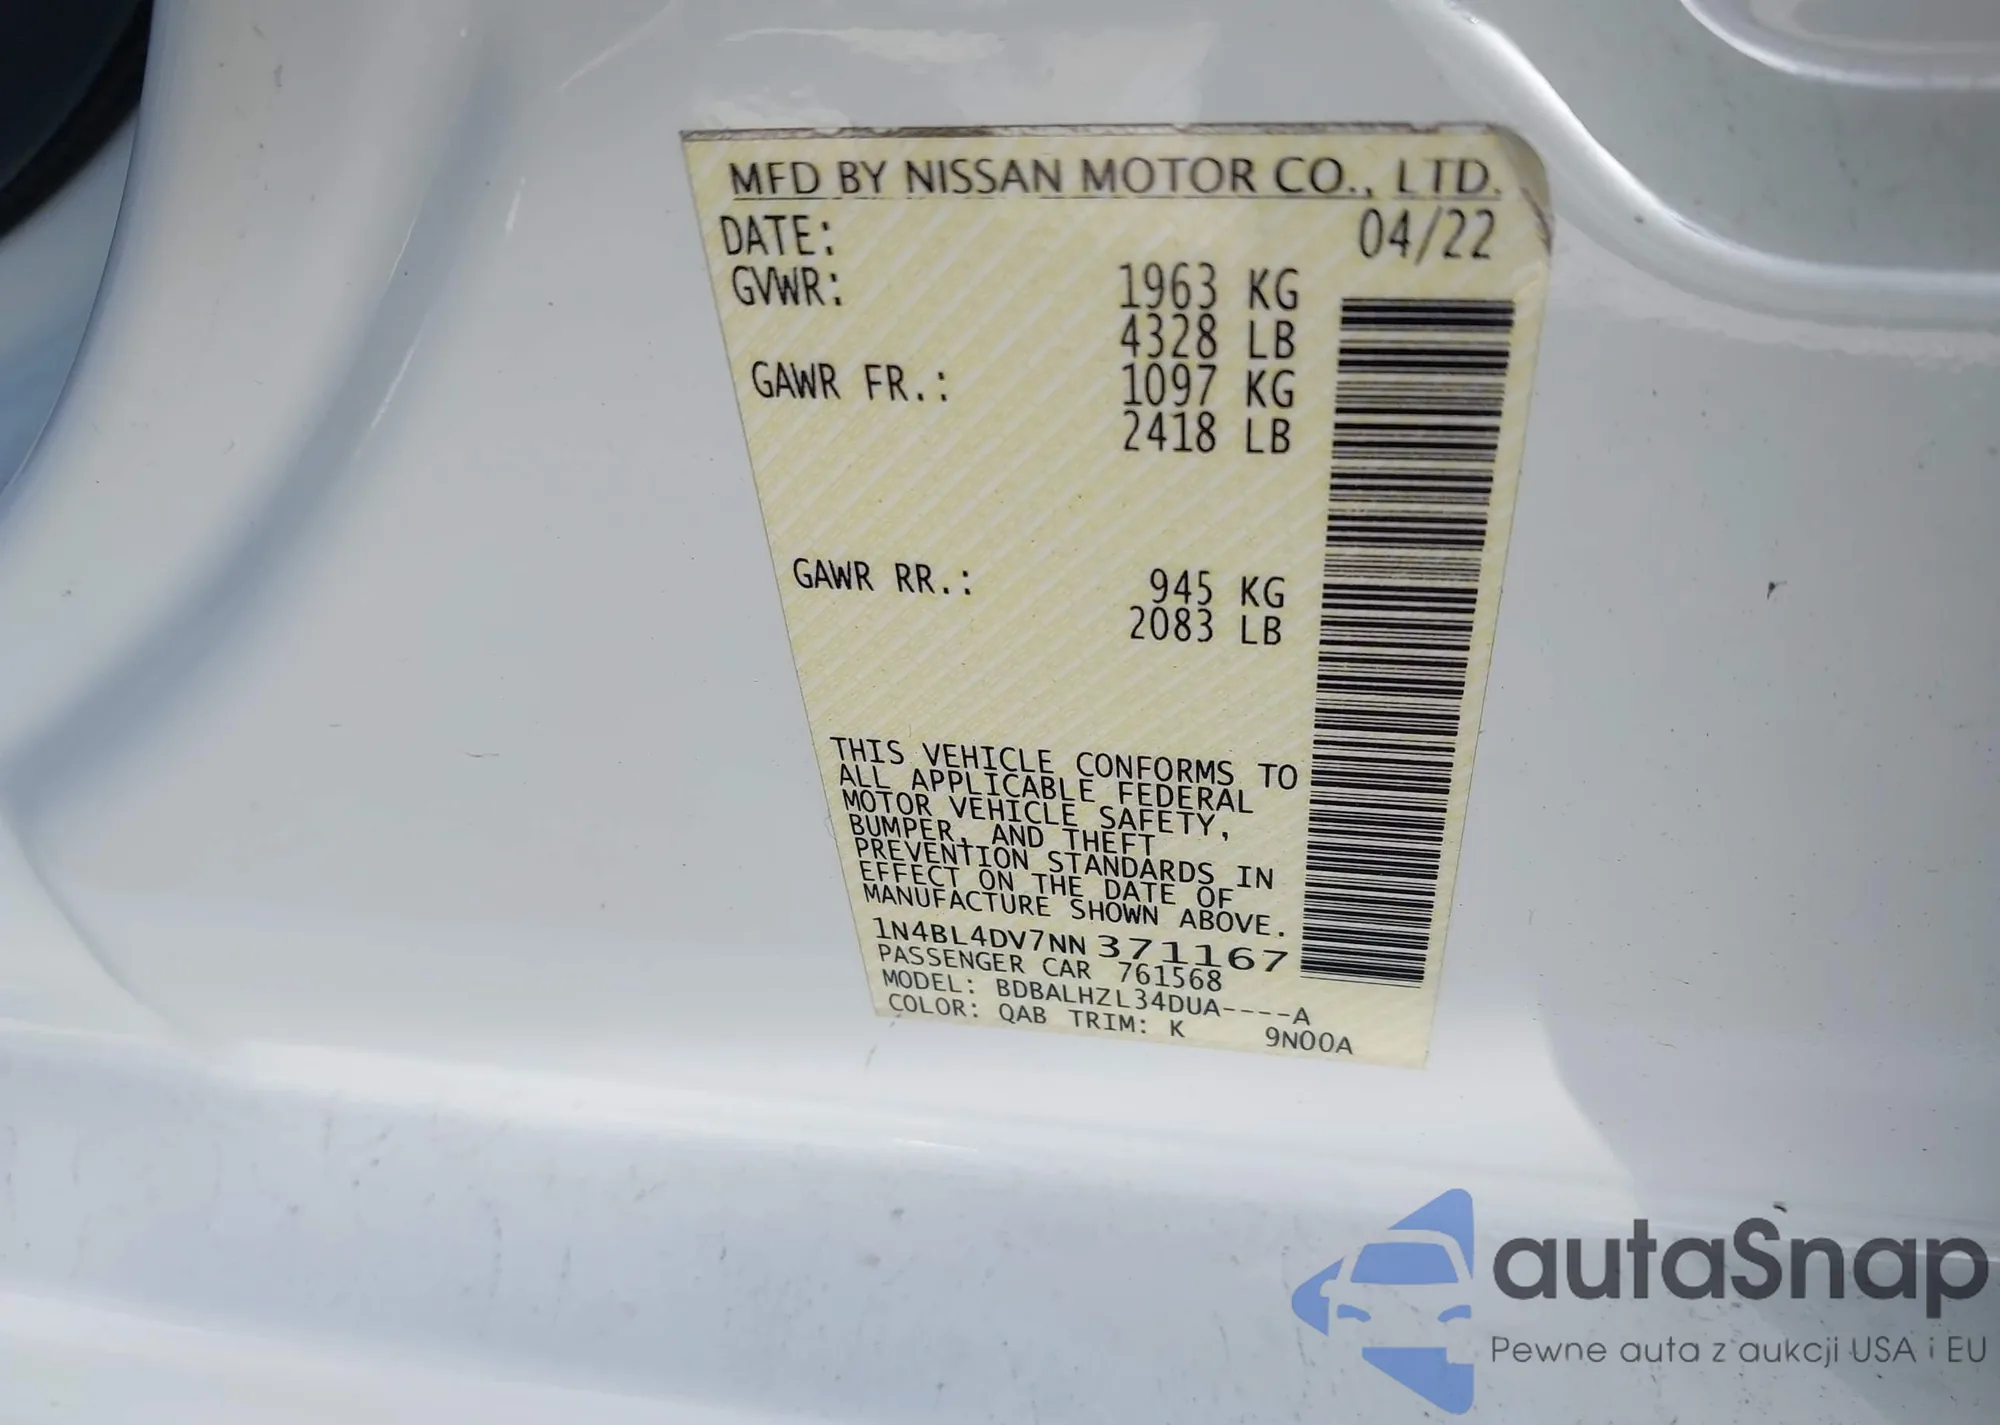 MFD BY NISSAN MOTOR CO., LTD.
DATE: 04/22
GVWR: 1963 KG
4328 LB
GAWR FR.: 1097 KG
2418 LB
GAWR RR.: 945 KG
2083 LB
THIS VEHICLE CONFORMS TO
ALL APPLICABLE FEDERAL
MOTOR VEHICLE SAFETY,
BUMPER, AND THEFT
PREVENTION STANDARDS IN
EFFECT ON THE DATE OF
MANUFACTURE SHOWN ABOVE.
1N4BL4DV7NN371167
PASSENGER CAR 761568
MODEL: BDBALHZL34DUA----A
COLOR: QAB TRIM: K 9N00A
autaSnap
Pewne auta z aukcji USA i EU